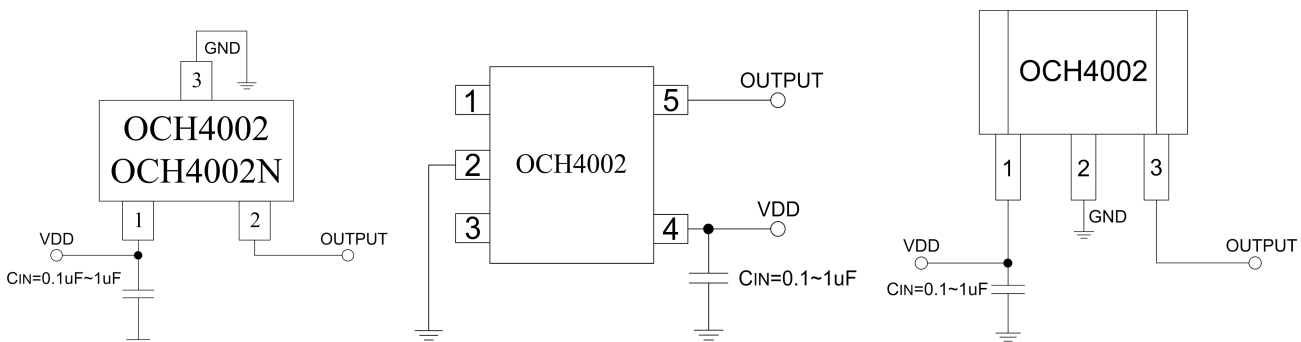 GND
3
OCH4002
OCH4002N
1
2
VDD
OUTPUT
CIN=0.1uF~1uF
1
5
OUTPUT
2
OCH4002
3
4
VDD
CIN=0.1~1uF
OCH4002
1
2
3
GND
VDD
OUTPUT
CIN=0.1~1uF